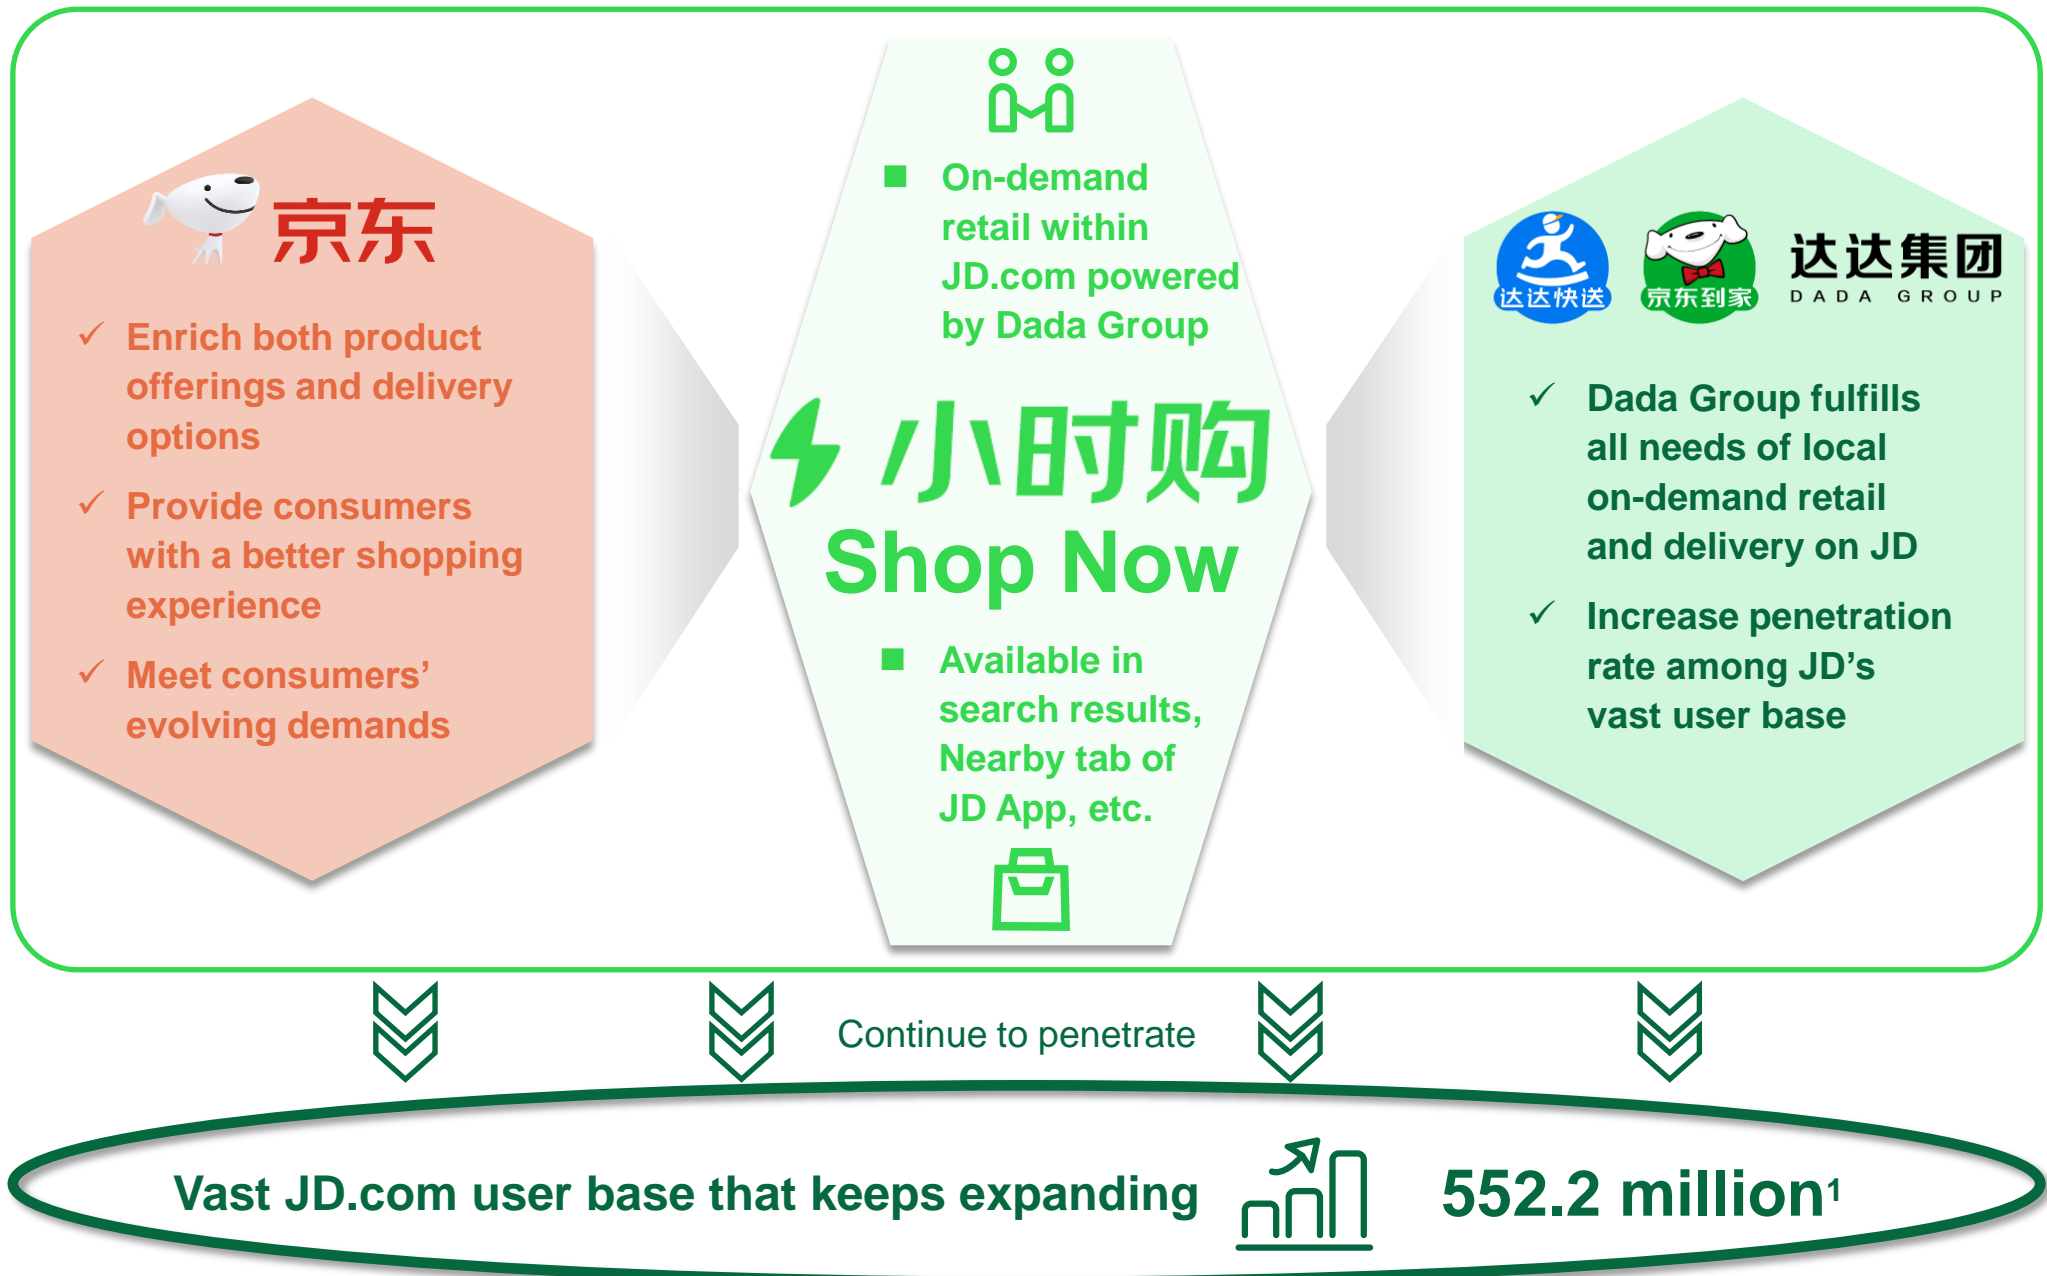 京东
✓ Enrich both product
offerings and delivery
options
✓ Provide consumers
with a better shopping
experience
✓ Meet consumers’
evolving demands
■ On-demand
retail within
JD.com powered
by Dada Group
小时购
Shop Now
■ Available in
search results,
Nearby tab of
JD App, etc.
达达快送
京东到家
达达集团
DADA GROUP
✓ Dada Group fulfills
all needs of local
on-demand retail
and delivery on JD
✓ Increase penetration
rate among JD’s
vast user base
Continue to penetrate
Vast JD.com user base that keeps expanding
552.2 million¹